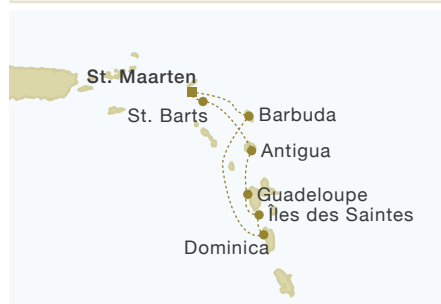 St. Maarten
St. Barts
Barbuda
Antigua
Guadeloupe
Îles des Saintes
Dominica